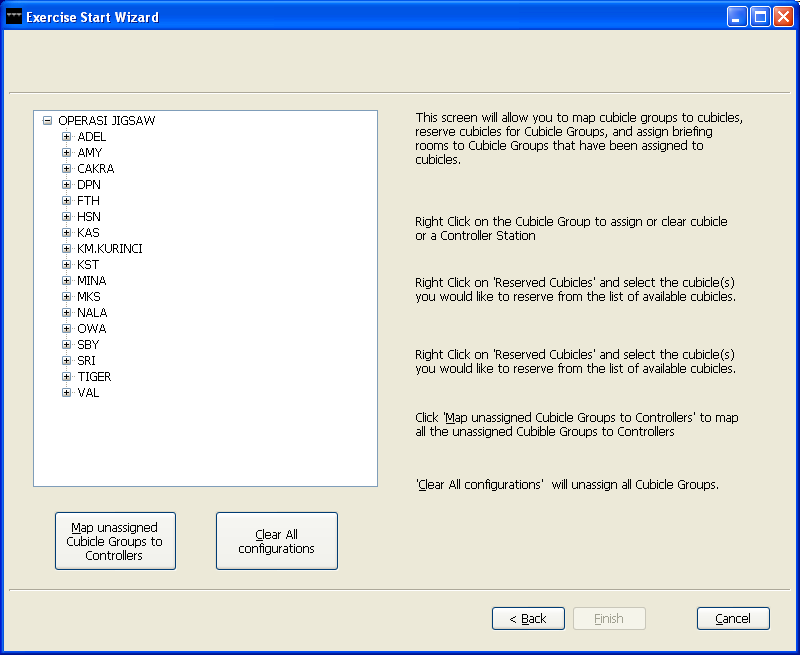 Exercise Start Wizard
OPERASI JIGSAW
ADEL
AMY
CAKRA
DPN
FTH
HSN
KAS
KM.KURINCI
KST
MINA
MKS
NALA
OWA
SBY
SRI
TIGER
VAL
This screen will allow you to map cubicle groups to cubicles,
reserve cubicles for Cubicle Groups, and assign briefing
rooms to Cubicle Groups that have been assigned to
cubicles.
Right Click on the Cubicle Group to assign or clear cubicle
or a Controller Station
Right Click on 'Reserved Cubicles' and select the cubicle(s)
you would like to reserve from the list of available cubicles.
Right Click on 'Reserved Cubicles' and select the cubicle(s)
you would like to reserve from the list of available cubicles.
Click 'Map unassigned Cubicle Groups to Controllers' to map
all the unassigned Cubible Groups to Controllers
'Clear All configurations'  will unassign all Cubicle Groups.
Map unassigned
Cubicle Groups to
Controllers
Clear All
configurations
< Back
Finish
Cancel